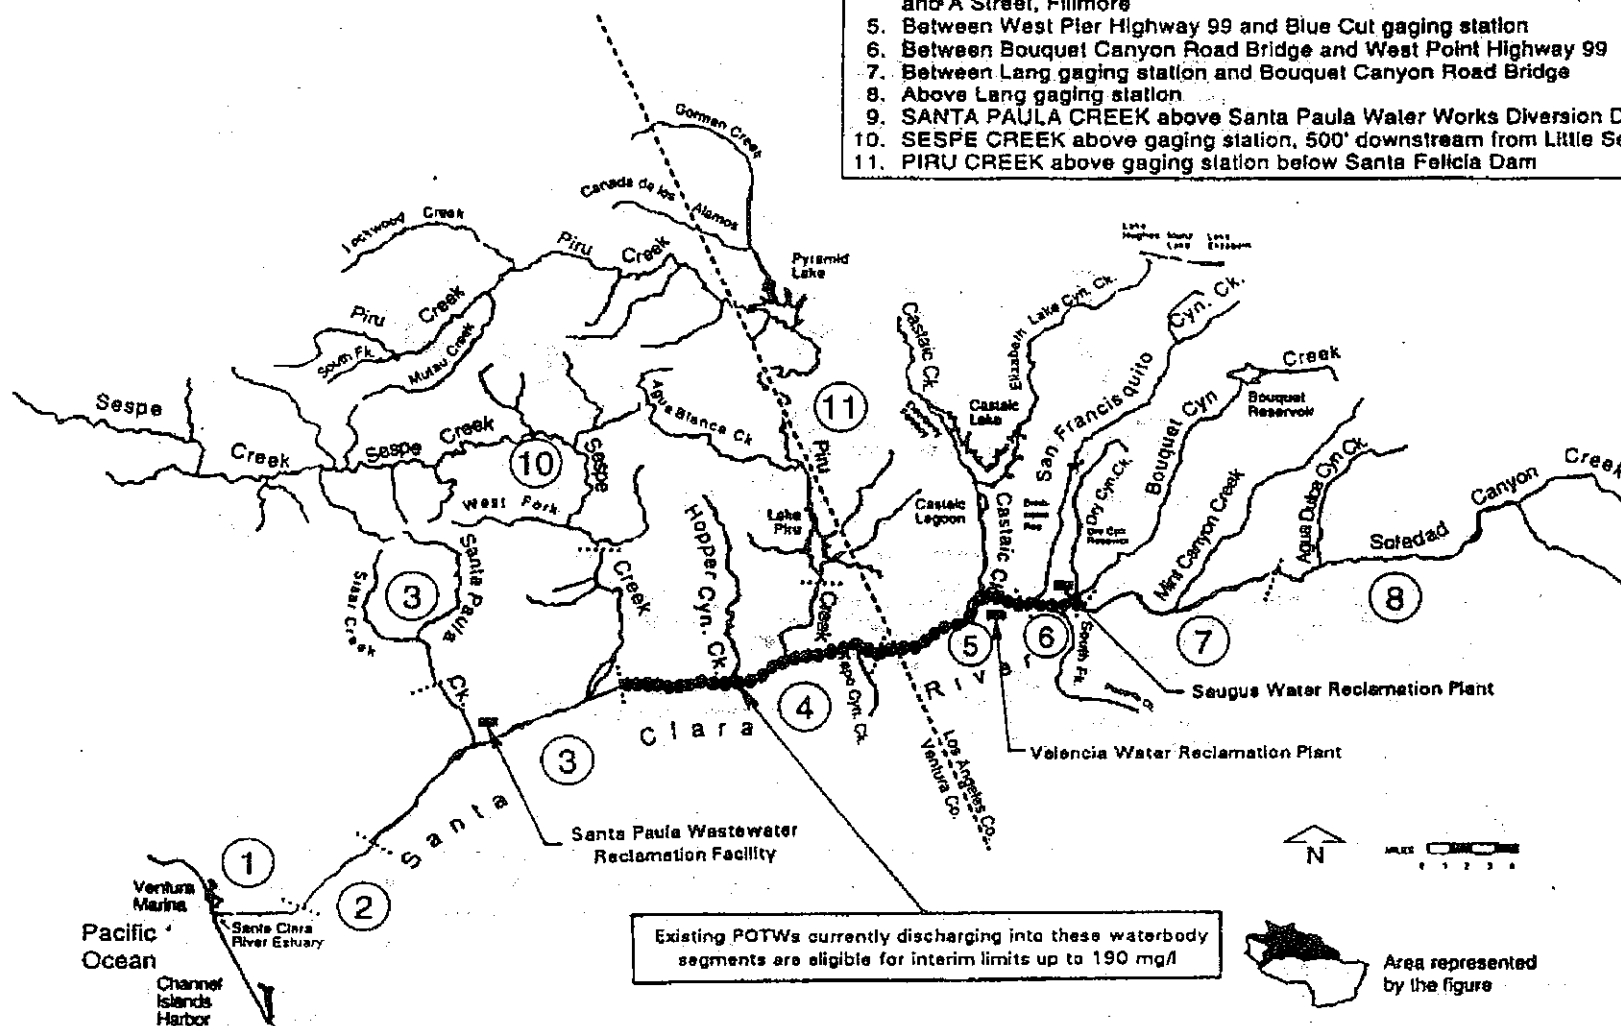 and A Street, Fillmore
5. Between West Pier Highway 99 and Blue Cut gaging station
6. Between Bouquet Canyon Road Bridge and West Point Highway 99
7. Between Lang gaging station and Bouquet Canyon Road Bridge
8. Above Lang gaging station
9. SANTA PAULA CREEK above Santa Paula Water Works Diversion D
10. SESPE CREEK above gaging station, 500' downstream from Little Se
11. PIRU CREEK above gaging station below Santa Felicia Dam
Gorman Creek
Canada de los Alamos
Lockwood Creek
Piru Creek
Pyramid
Lake
Lake
Hughes
Lake
Lake
Elizabeth
Piru Creek
South Fk.
Mutau Creek
Castaic Ck.
Elizabeth Lake Cyn. Ck.
San Francisquito Cyn. Ck.
Bouquet Cyn Creek
Bouquet
Reservoir
Castaic
Lake
Sespe
Creek
Sespe
Creek
10
Sespe
Agua Blanca Ck
11
Piru
West Fork
Lake
Piru
Castaic
Lagoon
Castaic Ck.
Dry Cyn. Ck.
Mint Canyon Creek
Agua Dulce Cyn Ck.
Soledad
Canyon
Creek
Hopper Cyn. Ck.
Santa Paula
Ck.
Sisar Creek
3
Creek
Creek
8
5
6
7
South Fk.
4
Clara
River
3
Santa
Los Angeles Co.
Ventura Co.
Saugus Water Reclamation Plant
Valencia Water Reclamation Plant
Santa Paula Wastewater
Reclamation Facility
1
2
Ventura
Marina
Santa Clara
River Estuary
Pacific
Ocean
Channel
Islands
Harbor
Existing POTWs currently discharging into these waterbody
segments are eligible for interim limits up to 190 mg/l
N
MILES
0 1 2 3
Area represented
by the figure